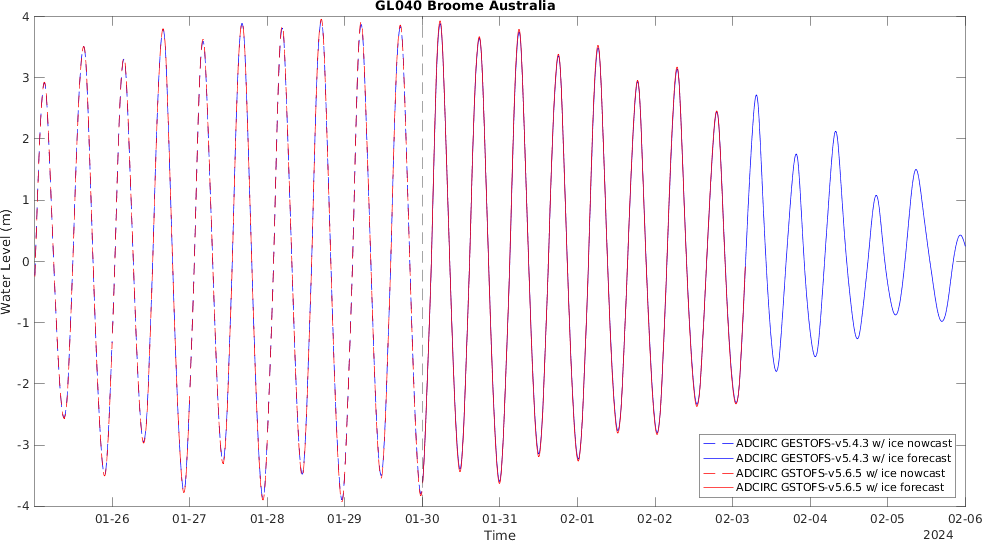 GL040 Broome Australia
Water Level (m)
4
3
2
1
0
-1
-2
-3
-4
ADCIRC GESTOFS-v5.4.3 w/ ice nowcast
ADCIRC GESTOFS-v5.4.3 w/ ice forecast
ADCIRC GSTOFS-v5.6.5 w/ ice nowcast
ADCIRC GSTOFS-v5.6.5 w/ ice forecast
01-26 01-27 01-28 01-29 01-30 01-31 02-01 02-02 02-03 02-04 02-05 02-06
Time
2024